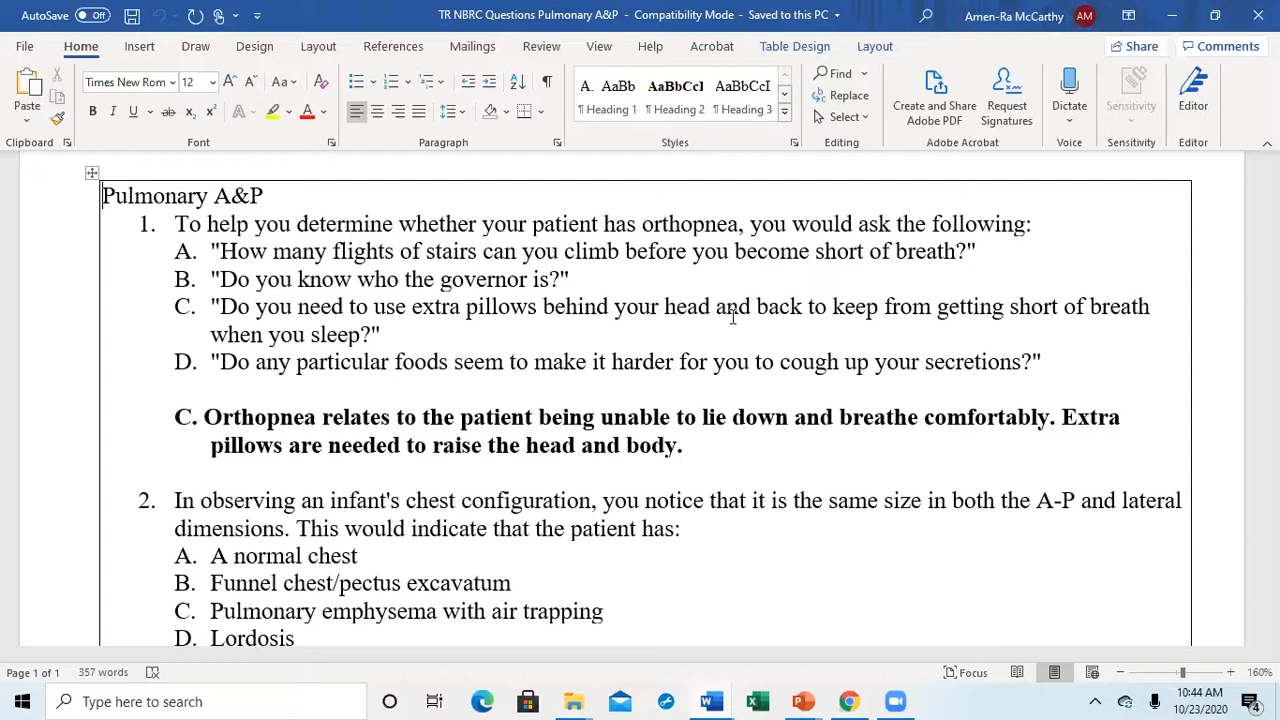 AutoSave Off TR NBRC Questions Pulmonary A&P - Compatibility Mode - Saved to this PC Amen-Ra McCarthy AM
File Home Insert Draw Design Layout References Mailings Review View Help Acrobat Table Design Layout Share Comments
Times New Rom 12 Aa A. AaBb AaBbCcI AaBbCcI Find
Paste B I U ab x₂ x² A A ¶ Heading 1 ¶ Heading 2 ¶ Heading 3 Replace Create and Share Adobe PDF Request Signatures Dictate Sensitivity Editor
Select
Clipboard Font Paragraph Styles Editing Adobe Acrobat Voice Sensitivity Editor
Pulmonary A&P
1. To help you determine whether your patient has orthopnea, you would ask the following:
A. "How many flights of stairs can you climb before you become short of breath?"
B. "Do you know who the governor is?"
C. "Do you need to use extra pillows behind your head and back to keep from getting short of breath
when you sleep?"
D. "Do any particular foods seem to make it harder for you to cough up your secretions?"
C. Orthopnea relates to the patient being unable to lie down and breathe comfortably. Extra
pillows are needed to raise the head and body.
2. In observing an infant's chest configuration, you notice that it is the same size in both the A-P and lateral
dimensions. This would indicate that the patient has:
A. A normal chest
B. Funnel chest/pectus excavatum
C. Pulmonary emphysema with air trapping
D. Lordosis
Page 1 of 1 357 words Focus 160%
Type here to search 10:44 AM
10/23/2020 4